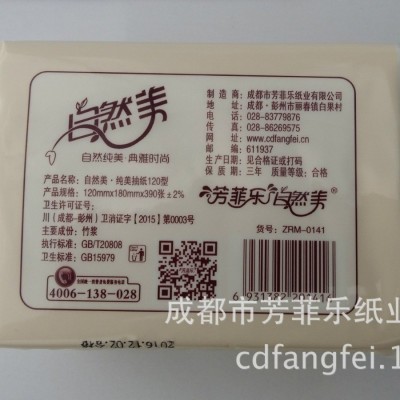 自然美
自然纯美·典雅时尚
产品名称：自然美·纯美抽纸120型
产品规格：120mm×180mm×390张±2%
卫生许可证号：
川（成都-彭州）卫消证字【2015】第0003号
主要成份：竹浆
执行标准：GB/T20808
卫生标准：GB15979
4006-138-028
制造商：成都市芳菲乐纸业有限公司
地址：成都·彭州市丽春镇白果村
电话：028-83779876
传真：028-86269575
网址：www.cdfangfei.cn
邮编：611937
生产日期：见合格证或打码
保质期：三年 质量等级：合格
芳菲乐 自然美®
货号：ZRM-0141
成都市芳菲乐纸业
cdfangfei.1